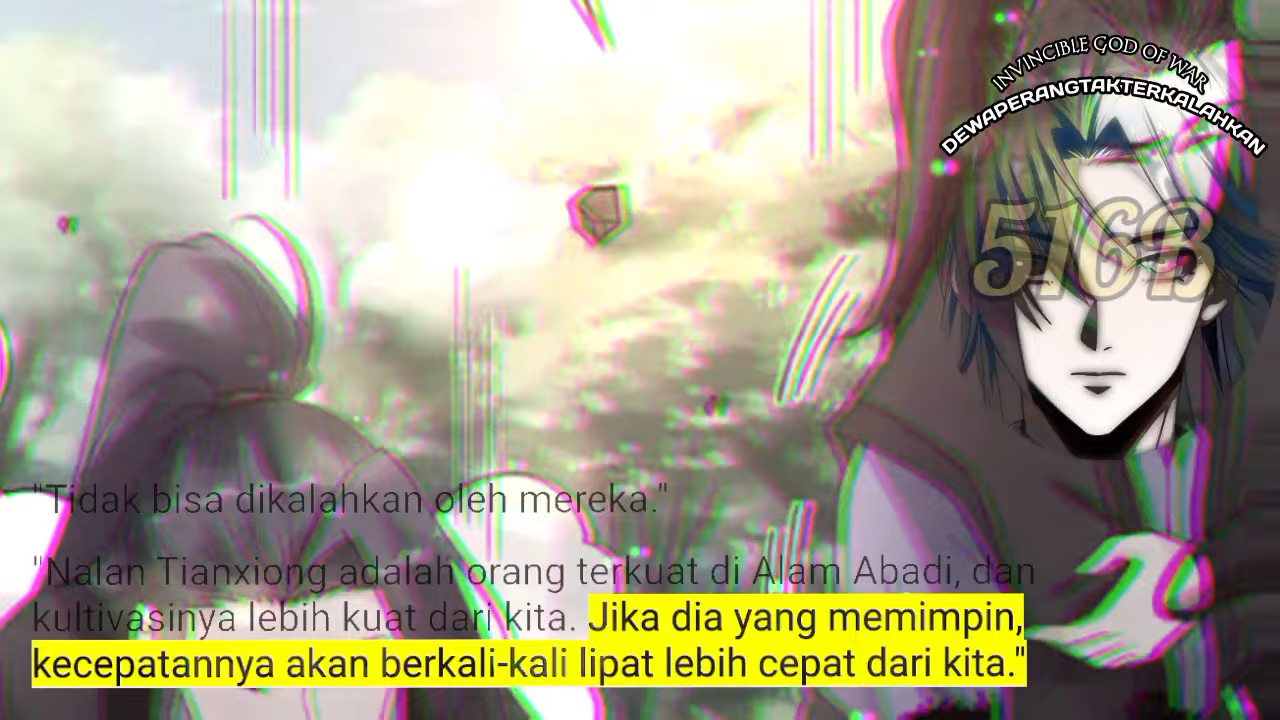 INVINCIBLE GOD OF WAR
DEWAPERANGTAKTERKALAHKAN
516B
"Tidak bisa dikalahkan oleh mereka."
"Nalan Tianxiong adalah orang terkuat di Alam Abadi, dan
kultivasinya lebih kuat dari kita. Jika dia yang memimpin,
kecepatannya akan berkali-kali lipat lebih cepat dari kita."